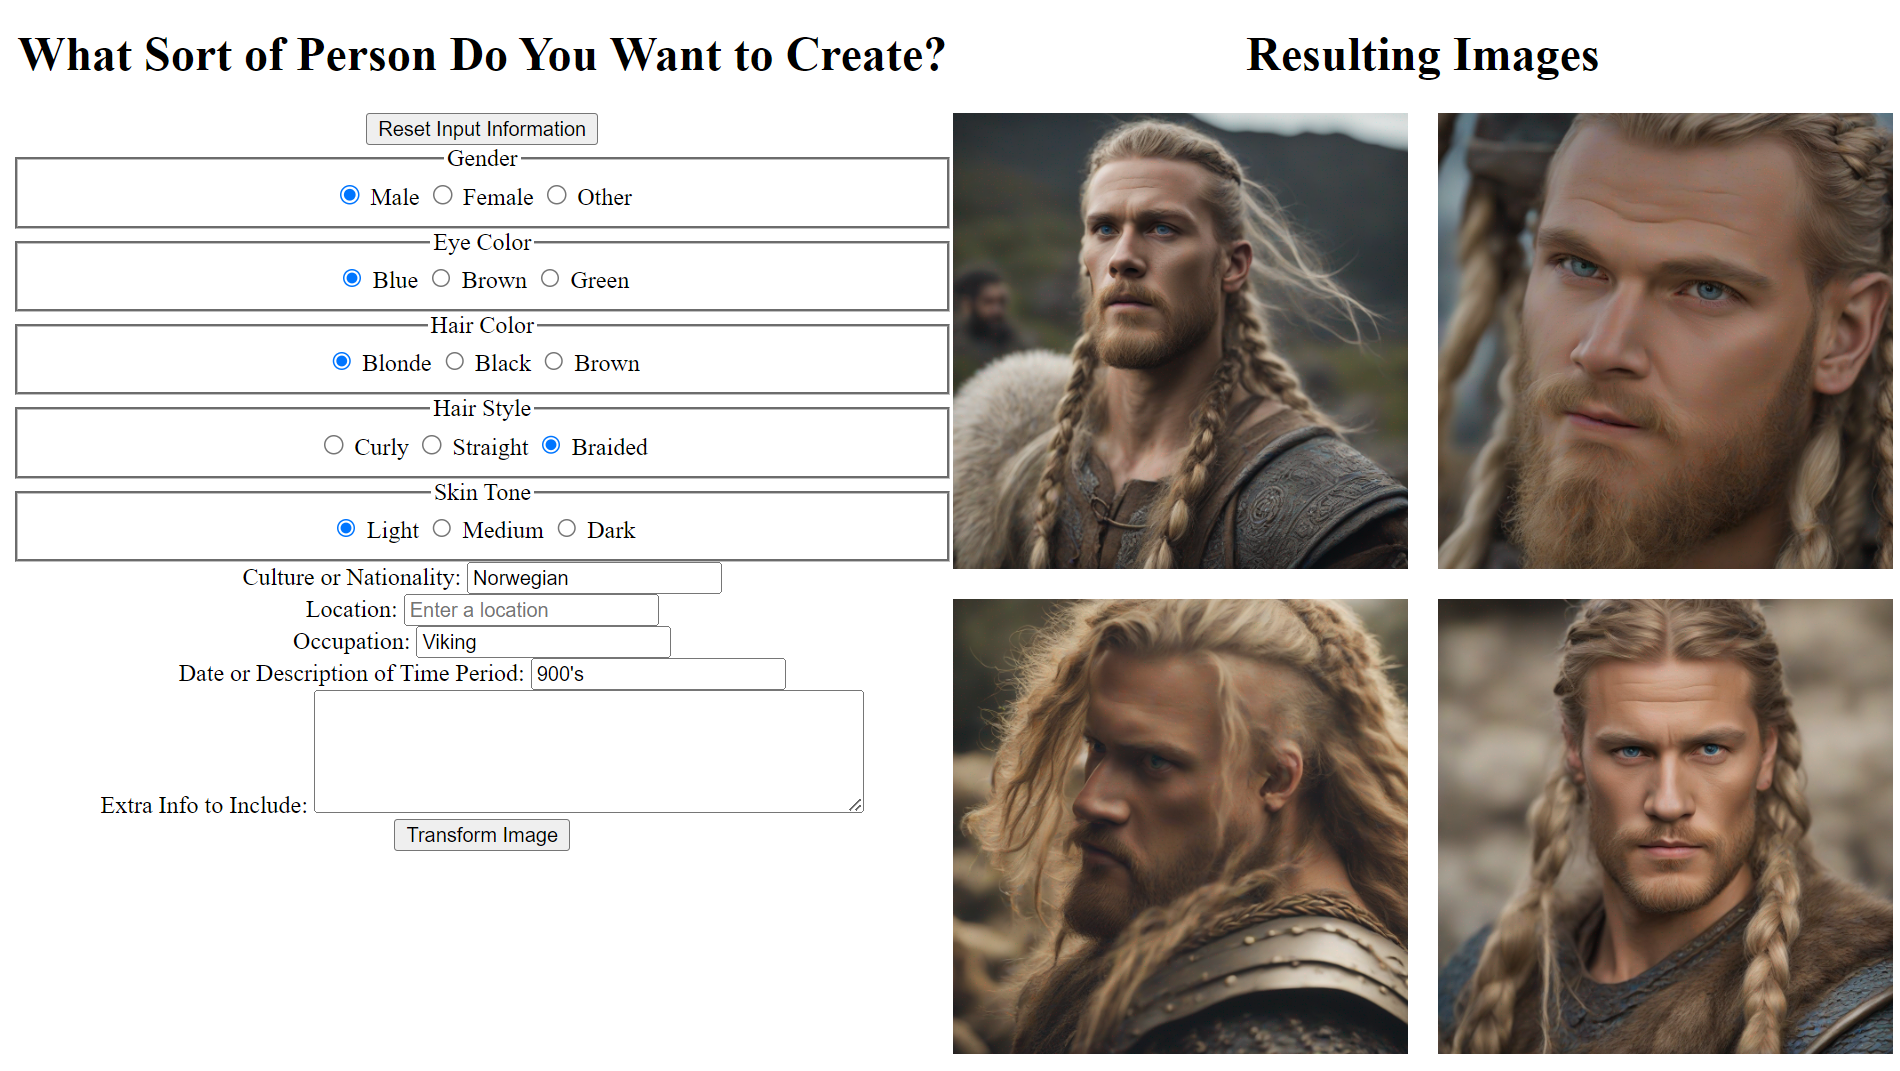 What Sort of Person Do You Want to Create?
Reset Input Information
Gender
Male Female Other
Eye Color
Blue Brown Green
Hair Color
Blonde Black Brown
Hair Style
Curly Straight Braided
Skin Tone
Light Medium Dark
Culture or Nationality: Norwegian
Location: Enter a location
Occupation: Viking
Date or Description of Time Period: 900's
Extra Info to Include:
Transform Image
Resulting Images